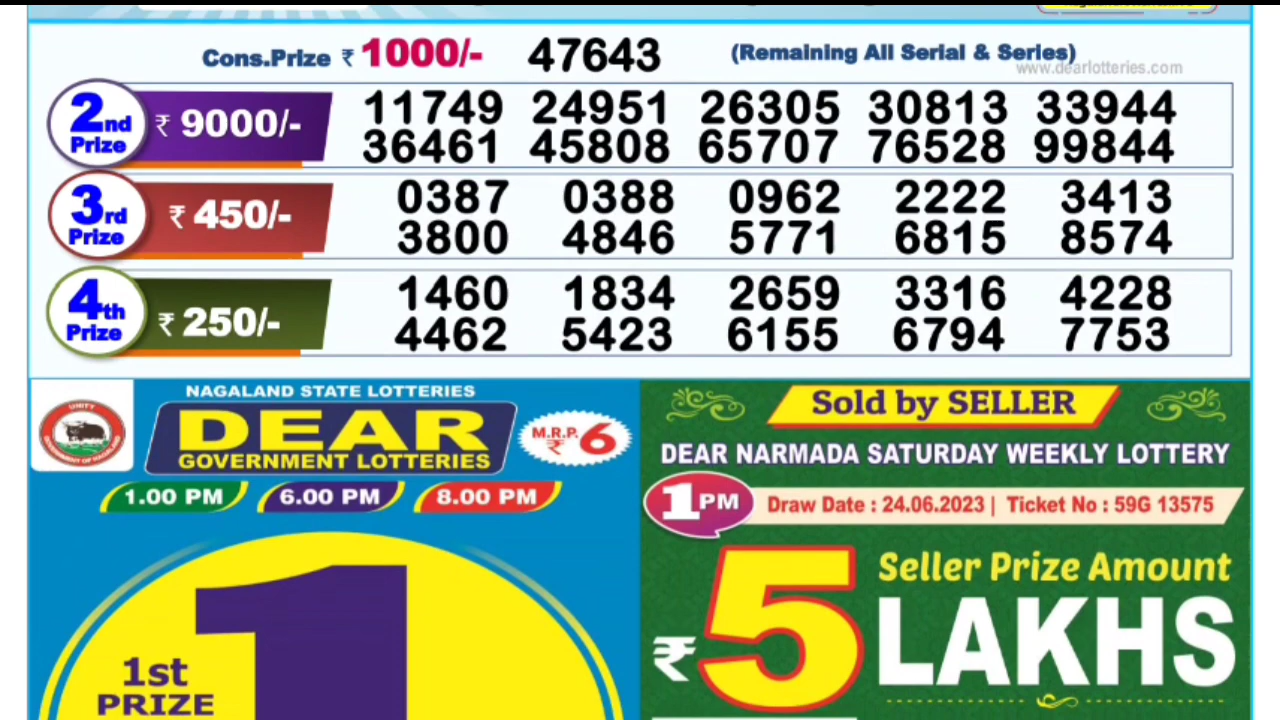 Cons.Prize ₹ 1000/- 47643 (Remaining All Serial & Series)
www.dearlotteries.com
2nd Prize ₹ 9000/-
11749 24951 26305 30813 33944
36461 45808 65707 76528 99844
3rd Prize ₹ 450/-
0387 0388 0962 2222 3413
3800 4846 5771 6815 8574
4th Prize ₹ 250/-
1460 1834 2659 3316 4228
4462 5423 6155 6794 7753
UNITY
NAGALAND STATE LOTTERIES
DEAR
GOVERNMENT LOTTERIES
M.R.P. ₹ 6
1.00 PM 6.00 PM 8.00 PM
1st
PRIZE
1
Sold by SELLER
DEAR NARMADA SATURDAY WEEKLY LOTTERY
1PM Draw Date : 24.06.2023 | Ticket No : 59G 13575
Seller Prize Amount
₹ 5 LAKHS